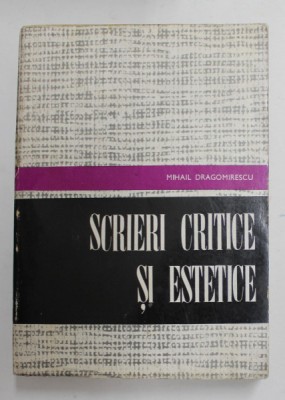 MIHAIL DRAGOMIRESCU
SCRIERI CRITICE
ȘI ESTETICE